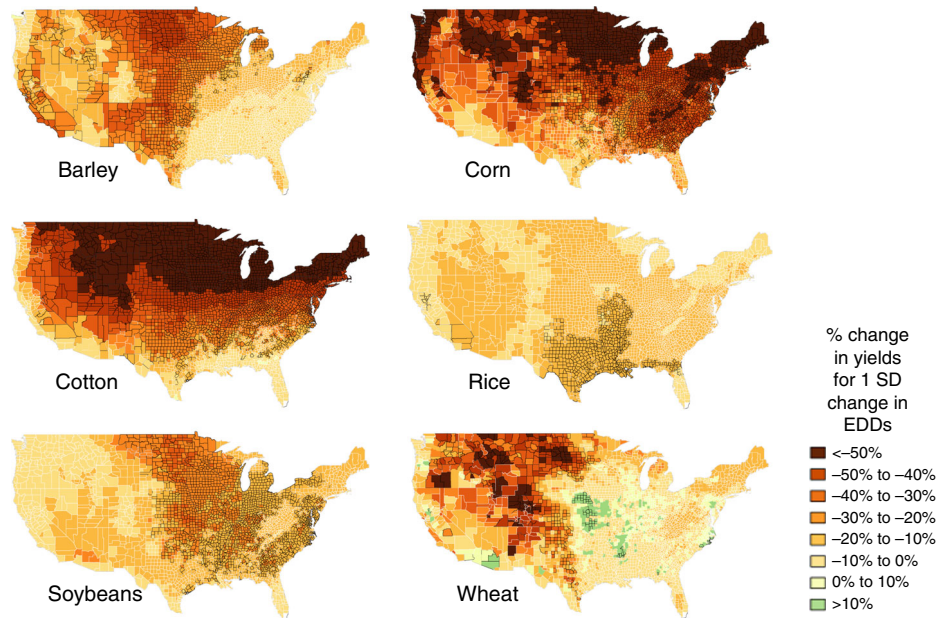 Barley
Corn
Cotton
Rice
Soybeans
Wheat
% change
in yields
for 1 SD
change in
EDDs
<–50%
–50% to –40%
–40% to –30%
–30% to –20%
–20% to –10%
–10% to 0%
0% to 10%
>10%